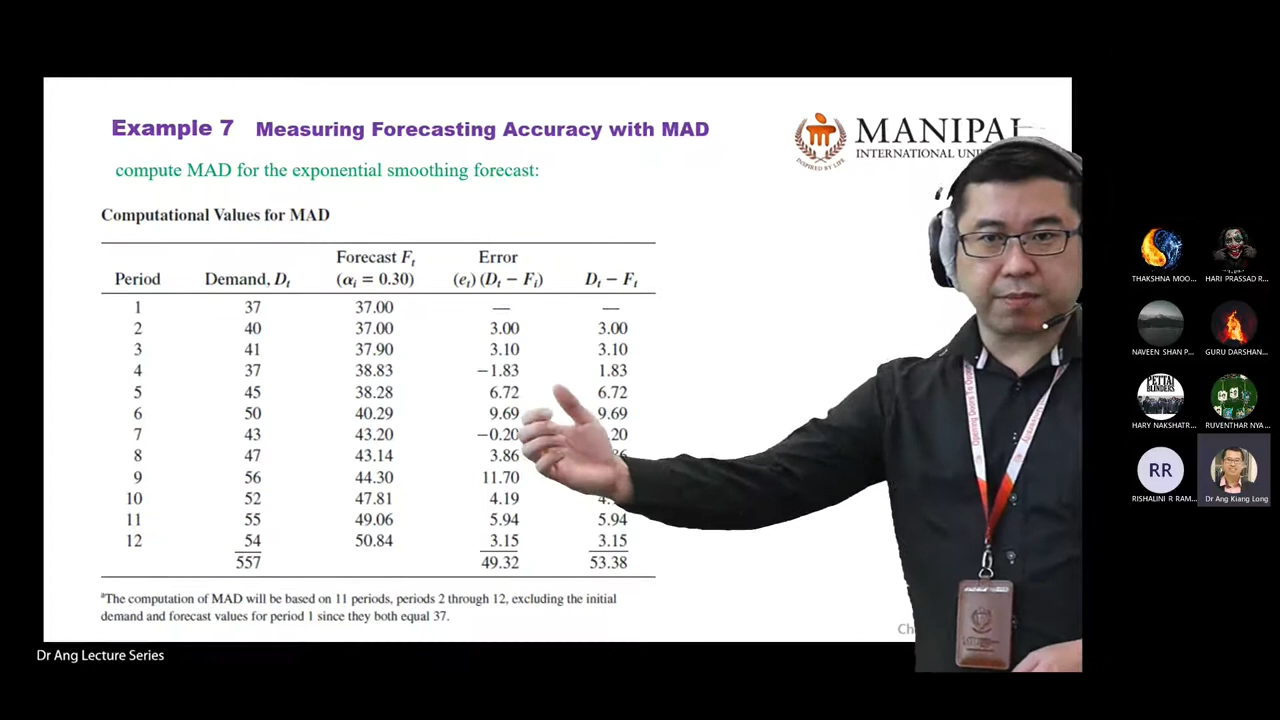 Example 7 Measuring Forecasting Accuracy with MAD
MANIPAL
INTERNATIONAL UNI
INSPIRED BY LIFE
compute MAD for the exponential smoothing forecast:
Computational Values for MAD
Forecast Ft Error
Period Demand, Dt (αi = 0.30) (et) (Dt − Fi) Dt − Ft
1 37 37.00 — —
2 40 37.00 3.00 3.00
3 41 37.90 3.10 3.10
4 37 38.83 −1.83 1.83
5 45 38.28 6.72 6.72
6 50 40.29 9.69 9.69
7 43 43.20 −0.20 20
8 47 43.14 3.86
9 56 44.30 11.70
10 52 47.81 4.19
11 55 49.06 5.94 5.94
12 54 50.84 3.15 3.15
557 49.32 53.38
aThe computation of MAD will be based on 11 periods, periods 2 through 12, excluding the initial
demand and forecast values for period 1 since they both equal 37.
Dr Ang Lecture Series
THAKSHNA MOO... HARI PRASSAD R...
NAVEEN SHAN P... GURU DARSHAN...
PETTAI
BLINDERS
HARY NAKSHATR... RUVENTHAR NYA...
RR
RISHALINI R RAM... Dr Ang Kiang Long